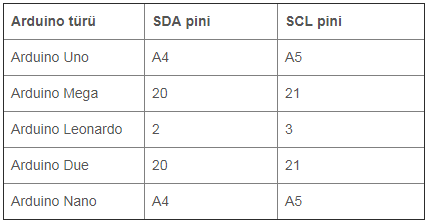 Arduino türü SDA pini SCL pini
Arduino Uno A4 A5
Arduino Mega 20 21
Arduino Leonardo 2 3
Arduino Due 20 21
Arduino Nano A4 A5